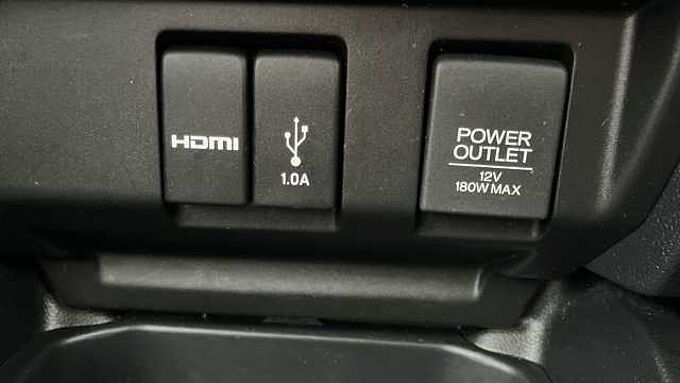 HDMI
1.0A
POWER
OUTLET
12V
180W MAX